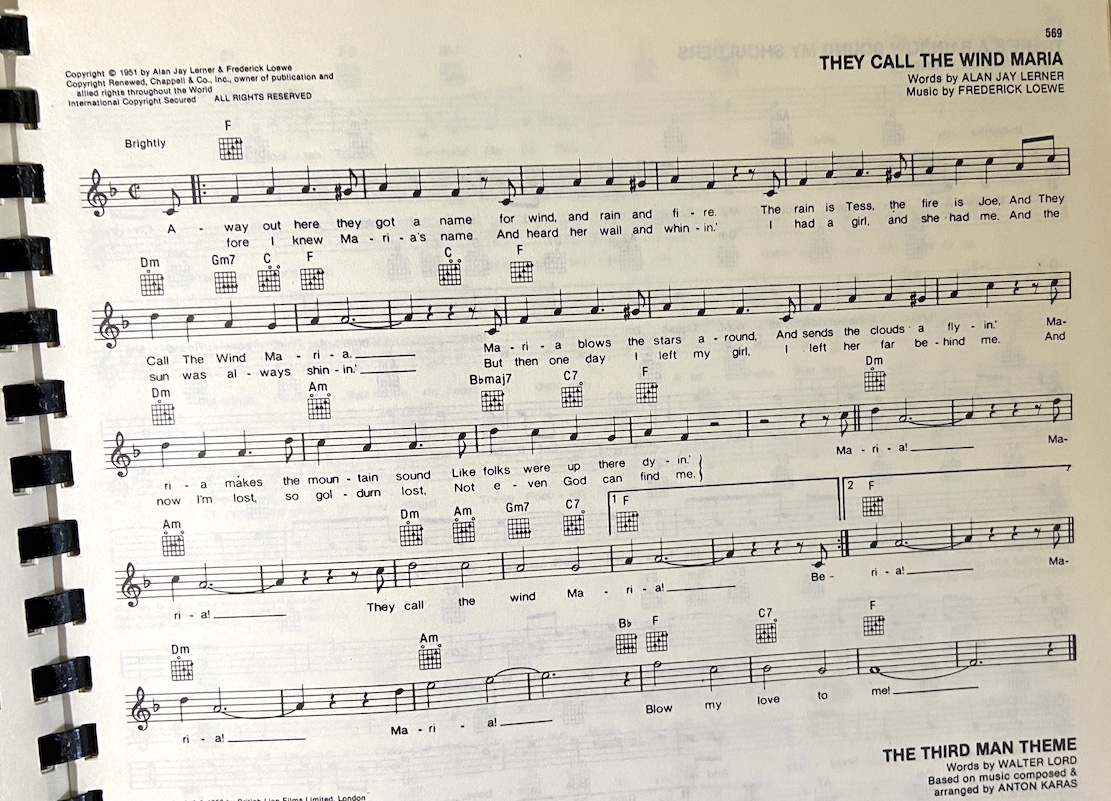 569
Copyright © 1951 by Alan Jay Lerner & Frederick Loewe
Copyright Renewed, Chappell & Co., Inc., owner of publication and
allied rights throughout the World
International Copyright Secured ALL RIGHTS RESERVED
THEY CALL THE WIND MARIA
Words by ALAN JAY LERNER
Music by FREDERICK LOEWE
Brightly
F
A - way out here they got a name for wind, and rain and fi - re. The rain is Tess, the fire is Joe, And They
fore I knew Ma - ri - a's name And heard her wail and whin - in.' I had a girl, and she had me. And the
Dm Gm7 C F C F
Call The Wind Ma - ri - a. Ma - ri - a blows the stars a - round, And sends the clouds a fly - in.' Ma-
sun was al - ways shin - in.' But then one day I left my girl, I left her far be - hind me. And
Dm Am B♭maj7 C7 F Dm
ri - a makes the moun - tain sound Like folks were up there dy - in.' Ma - ri - a! Ma-
now I'm lost, so gol - durn lost, Not e - ven God can find me.
Am Dm Am Gm7 C7 1 F 2 F
ri - a! They call the wind Ma - ri - a! Be - ri - a! Ma-
Dm Am B♭ F C7 F
ri - a! Ma - ri - a! Blow my love to me!
THE THIRD MAN THEME
Words by WALTER LORD
Based on music composed &
arranged by ANTON KARAS
British Lion Films Limited, London